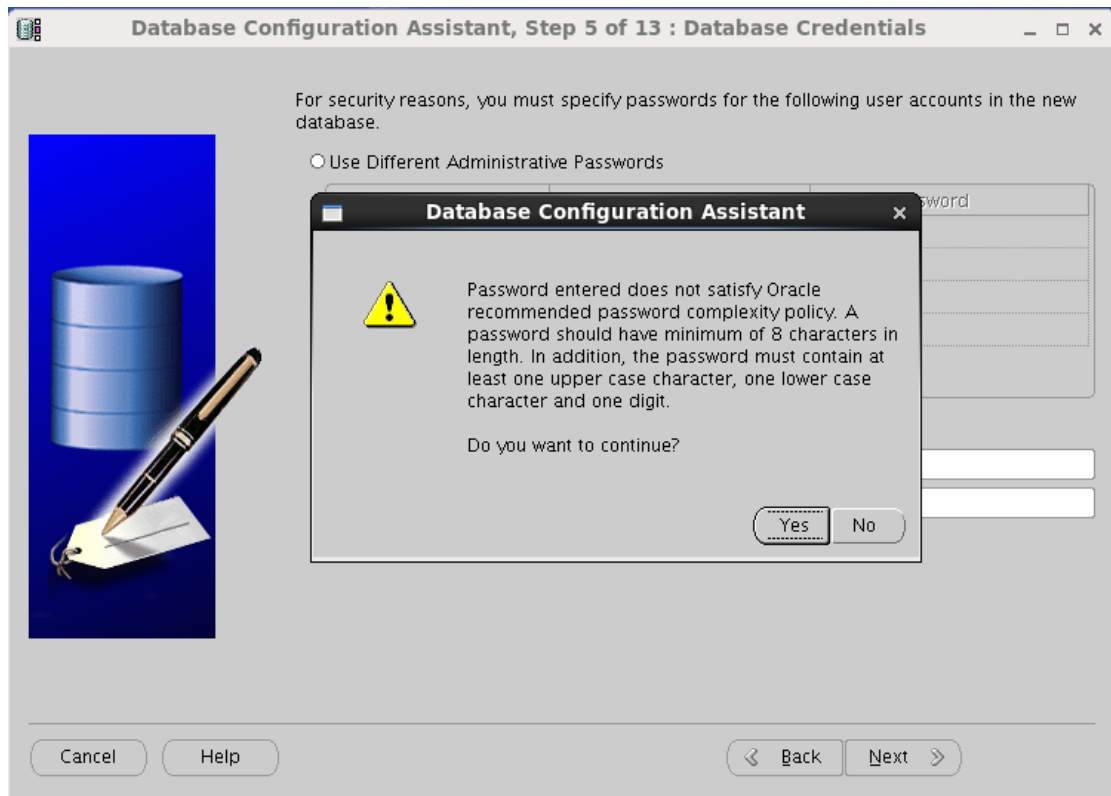 Database Configuration Assistant, Step 5 of 13 : Database Credentials
For security reasons, you must specify passwords for the following user accounts in the new
database.
Use Different Administrative Passwords
Database Configuration Assistant
Password entered does not satisfy Oracle
recommended password complexity policy. A
password should have minimum of 8 characters in
length. In addition, the password must contain at
least one upper case character, one lower case
character and one digit.
Do you want to continue?
Yes No
Cancel Help Back Next